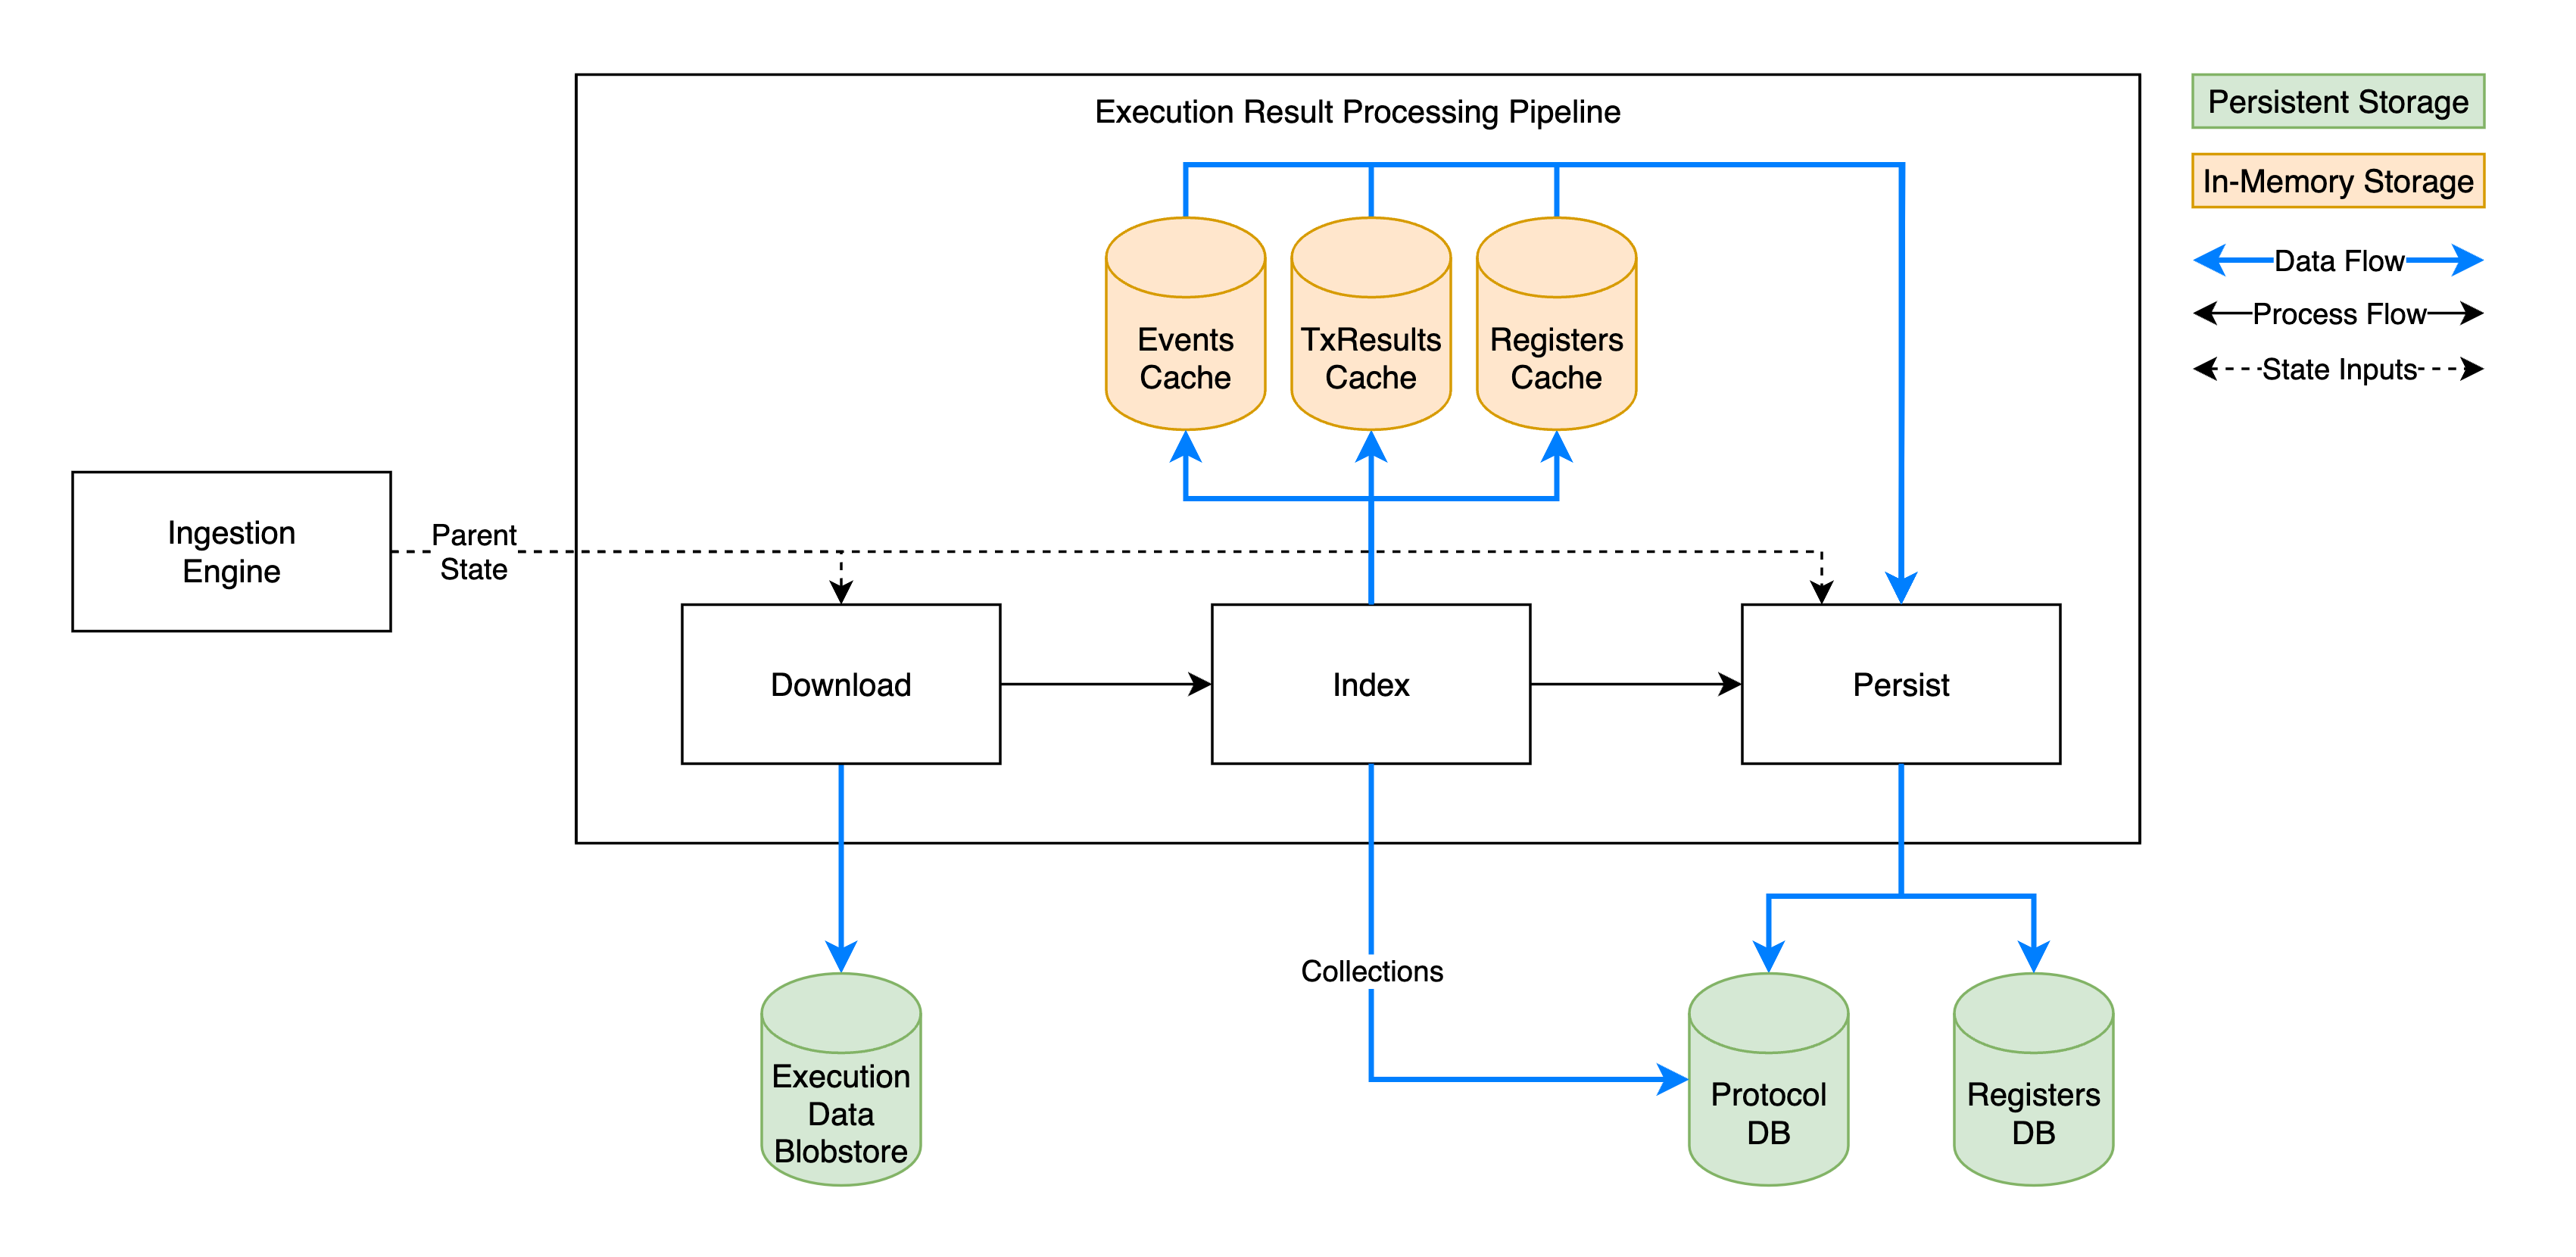 Execution Result Processing Pipeline
Persistent Storage
In-Memory Storage
Data Flow
Process Flow
State Inputs
Events
Cache
TxResults
Cache
Registers
Cache
Ingestion
Engine
Parent
State
Download
Index
Persist
Collections
Execution
Data
Blobstore
Protocol
DB
Registers
DB